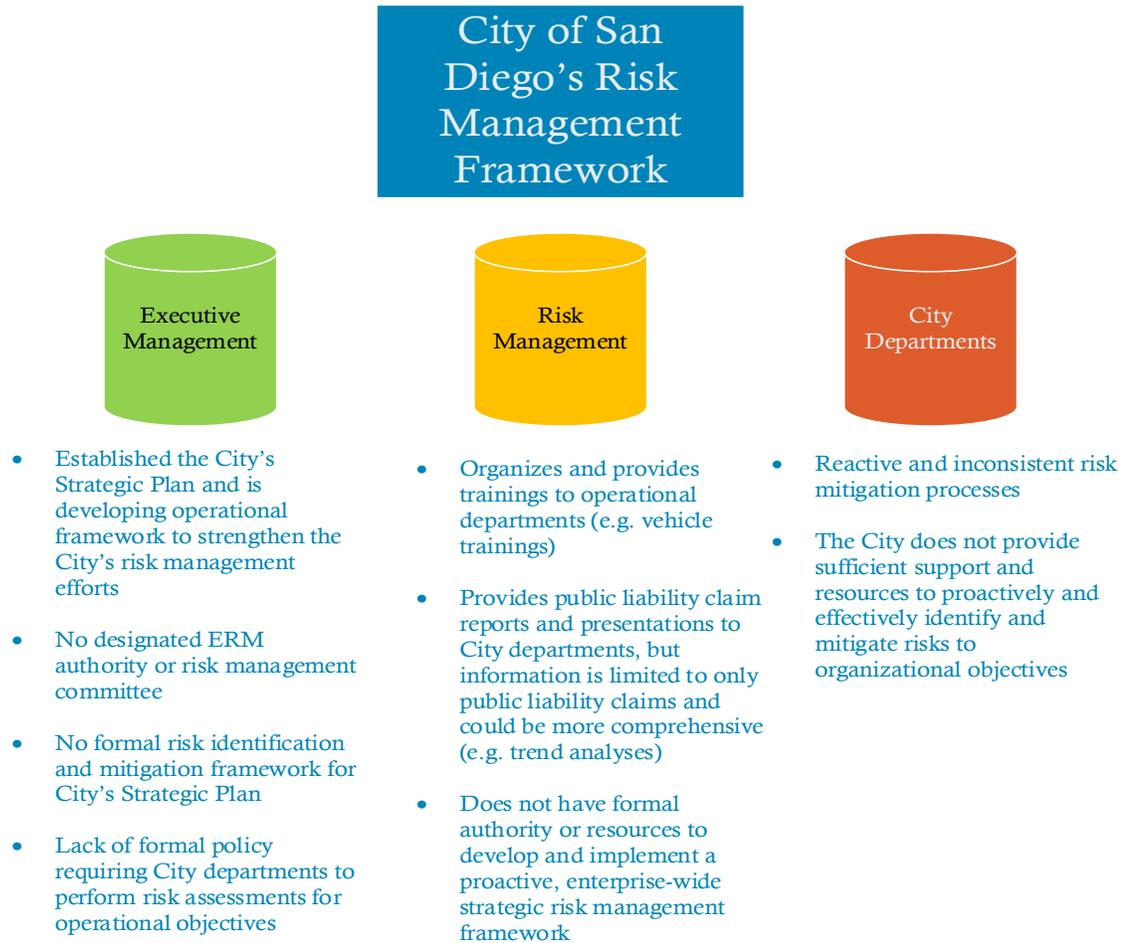 City of San
Diego’s Risk
Management
Framework
Executive
Management
Risk
Management
City
Departments
• Established the City’s
Strategic Plan and is
developing operational
framework to strengthen the
City’s risk management
efforts
• No designated ERM
authority or risk management
committee
• No formal risk identification
and mitigation framework for
City’s Strategic Plan
• Lack of formal policy
requiring City departments to
perform risk assessments for
operational objectives
• Organizes and provides
trainings to operational
departments (e.g. vehicle
trainings)
• Provides public liability claim
reports and presentations to
City departments, but
information is limited to only
public liability claims and
could be more comprehensive
(e.g. trend analyses)
• Does not have formal
authority or resources to
develop and implement a
proactive, enterprise-wide
strategic risk management
framework
• Reactive and inconsistent risk
mitigation processes
• The City does not provide
sufficient support and
resources to proactively and
effectively identify and
mitigate risks to
organizational objectives